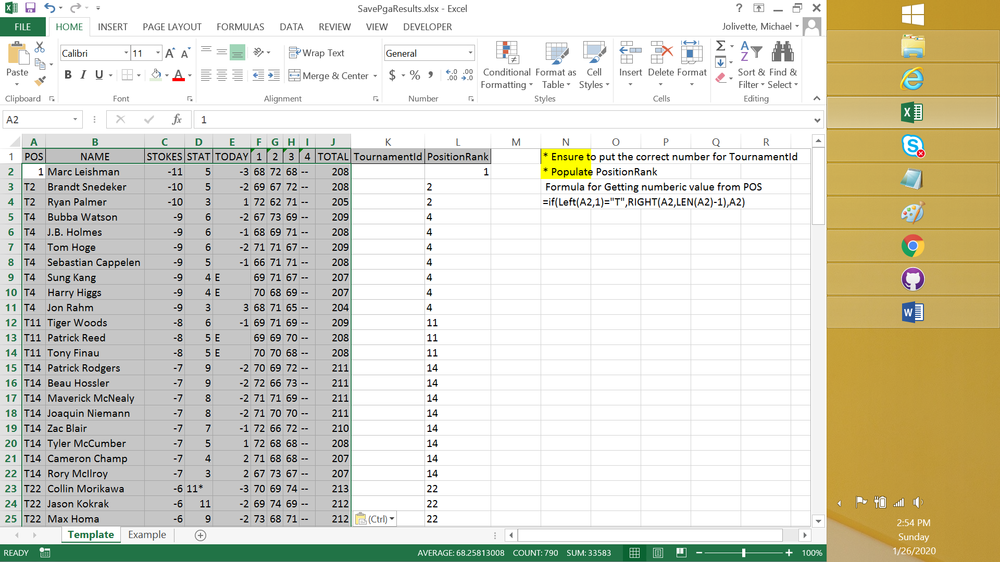 SavePgaResults.xlsx - Excel
FILE HOME INSERT PAGE LAYOUT FORMULAS DATA REVIEW VIEW DEVELOPER Jolivette, Michael
Calibri 11 Wrap Text General
Paste Conditional Formatting Format as Table Cell Styles Insert Delete Format Sort & Filter Find & Select
B I U A Merge & Center $ % , .0 .00 .00 .0
Clipboard Font Alignment Number Styles Cells Editing
A2 fx 1
A B C D E F G H I J K L M N O P Q R
1 POS NAME STOKES STAT TODAY 1 2 3 4 TOTAL TournamentId PositionRank * Ensure to put the correct number for TournamentId
2 1 Marc Leishman -11 5 -3 68 72 68 -- 208 1 * Populate PositionRank
3 T2 Brandt Snedeker -10 5 -2 69 67 72 -- 208 2 Formula for Getting numberic value from POS
4 T2 Ryan Palmer -10 3 1 72 62 71 -- 205 2 =if(Left(A2,1)="T",RIGHT(A2,LEN(A2)-1),A2)
5 T4 Bubba Watson -9 6 -2 67 73 69 -- 209 4
6 T4 J.B. Holmes -9 6 -1 68 69 71 -- 208 4
7 T4 Tom Hoge -9 6 -2 71 71 67 -- 209 4
8 T4 Sebastian Cappelen -9 5 -1 66 71 71 -- 208 4
9 T4 Sung Kang -9 4 E 69 71 67 -- 207 4
10 T4 Harry Higgs -9 4 E 70 68 69 -- 207 4
11 T4 Jon Rahm -9 3 3 68 71 65 -- 204 4
12 T11 Tiger Woods -8 6 -1 69 71 69 -- 209 11
13 T11 Patrick Reed -8 5 E 69 69 70 -- 208 11
14 T11 Tony Finau -8 5 E 70 70 68 -- 208 11
15 T14 Patrick Rodgers -7 9 -2 70 69 72 -- 211 14
16 T14 Beau Hossler -7 9 -2 72 66 73 -- 211 14
17 T14 Maverick McNealy -7 8 -2 71 71 69 -- 211 14
18 T14 Joaquin Niemann -7 8 -2 71 70 70 -- 211 14
19 T14 Zac Blair -7 7 -1 72 66 72 -- 210 14
20 T14 Tyler McCumber -7 5 1 72 68 68 -- 208 14
21 T14 Cameron Champ -7 4 2 71 68 68 -- 207 14
22 T14 Rory McIlroy -7 3 2 67 73 67 -- 207 14
23 T22 Collin Morikawa -6 11* -3 70 69 74 -- 213 22
24 T22 Jason Kokrak -6 11 -2 69 74 69 -- 212 22
25 T22 Max Homa -6 9 -2 73 68 71 -- 212 (Ctrl) 22
Template Example
READY AVERAGE: 68.25813008 COUNT: 790 SUM: 33583 100%
2:54 PM
Sunday
1/26/2020